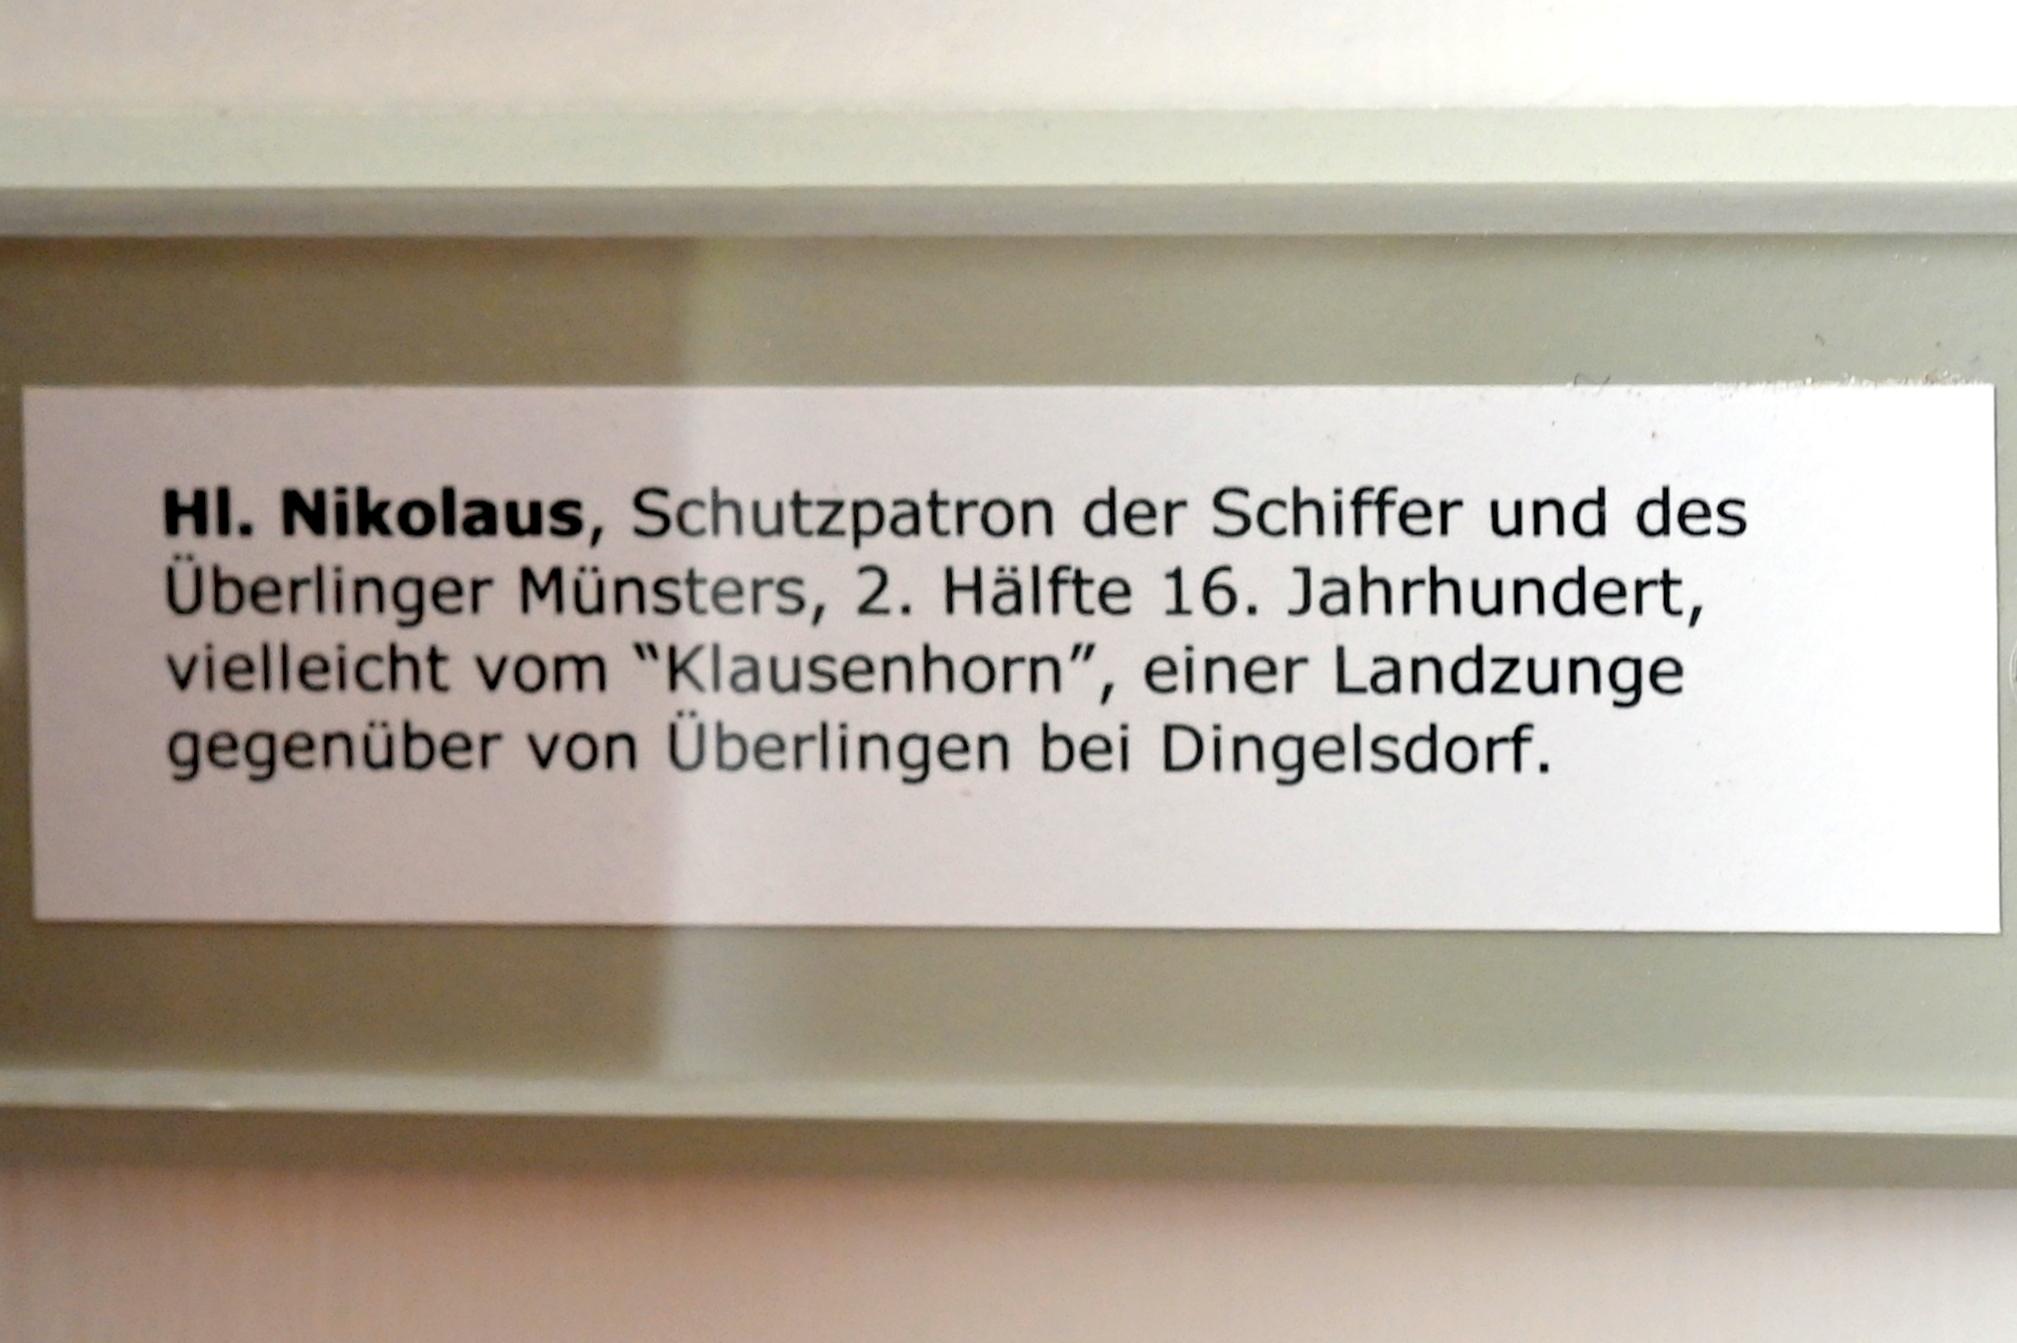 Hl. Nikolaus, Schutzpatron der Schiffer und des
Überlinger Münsters, 2. Hälfte 16. Jahrhundert,
vielleicht vom “Klausenhorn”, einer Landzunge
gegenüber von Überlingen bei Dingelsdorf.